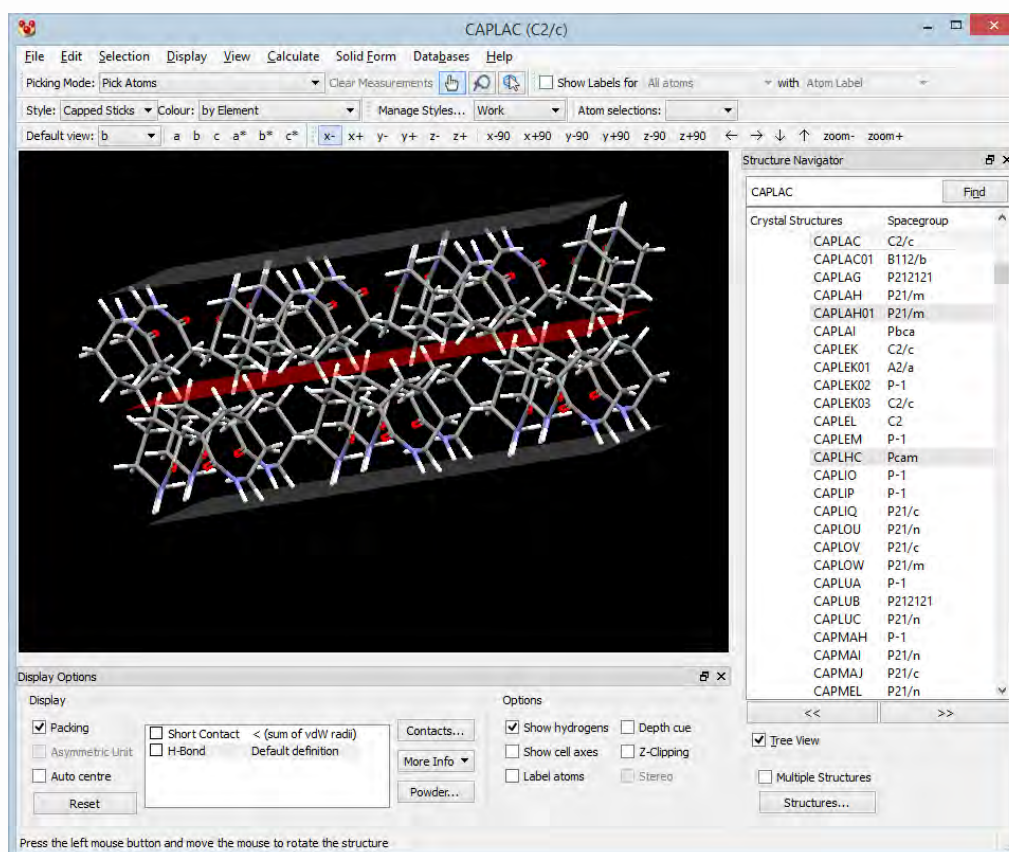 CAPLAC (C2/c)
File Edit Selection Display View Calculate Solid Form Databases Help
Picking Mode: Pick Atoms Clear Measurements Show Labels for All atoms with Atom Label
Style: Capped Sticks Colour: by Element Manage Styles... Work Atom selections:
Default view: b a b c a* b* c* x- x+ y- y+ z- z+ x-90 x+90 y-90 y+90 z-90 z+90 ← → ↓ ↑ zoom- zoom+
Structure Navigator
CAPLAC Find
Crystal Structures Spacegroup
CAPLAC C2/c
CAPLAC01 B112/b
CAPLAG P212121
CAPLAH P21/m
CAPLAH01 P21/m
CAPLAI Pbca
CAPLEK C2/c
CAPLEK01 A2/a
CAPLEK02 P-1
CAPLEK03 C2/c
CAPLEL C2
CAPLEM P-1
CAPLHC Pcam
CAPLIO P-1
CAPLIP P-1
CAPLIQ P21/c
CAPLOU P21/n
CAPLOV P21/c
CAPLOW P21/m
CAPLUA P-1
CAPLUB P212121
CAPLUC P21/n
CAPMAH P-1
CAPMAI P21/n
CAPMAJ P21/c
CAPMEL P21/n
<< >>
Tree View
Multiple Structures
Structures...
Display Options
Display
Packing
Asymmetric Unit
Auto centre
Reset
Short Contact < (sum of vdW radii)
H-Bond Default definition
Contacts...
More Info
Powder...
Options
Show hydrogens Depth cue
Show cell axes Z-Clipping
Label atoms Stereo
Press the left mouse button and move the mouse to rotate the structure